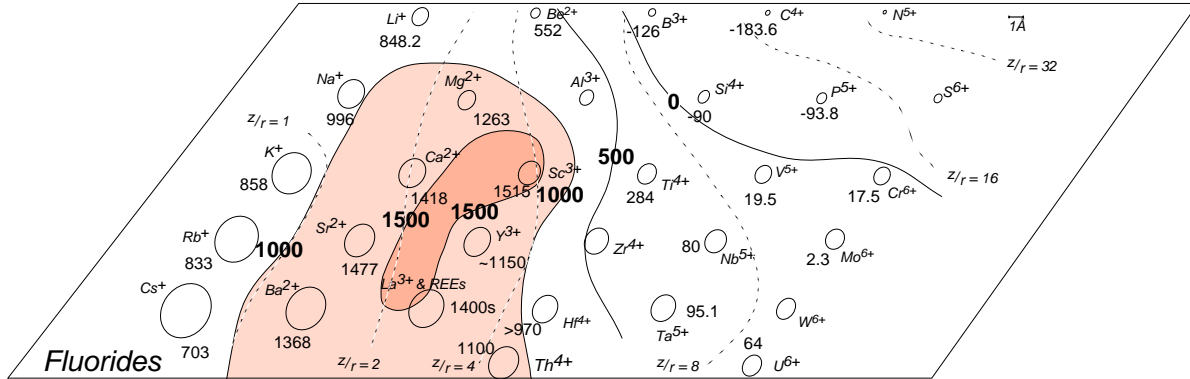 Li+ Be2+ B3+ C4+ N5+
848.2 552 -126 -183.6 1Å
z/r = 32
Na+ Mg2+ Al3+ Si4+ P5+ S6+
996 1263 0 -90 -93.8
z/r = 1
K+ Ca2+ Sc3+ 500 Ti4+ V5+ Cr6+ z/r = 16
858 1418 1515 1000 284 19.5 17.5
1500 1500
Rb+ 1000 Sr2+ Y3+ Zr4+ 80 Nb5+ Mo6+
833 1477 ~1150 2.3
Cs+ Ba2+ La3+ & REEs
1400s >970 Hf4+ Ta5+ 95.1 W6+
703 1368 1100 64
Fluorides z/r = 2 z/r = 4 Th4+ z/r = 8 U6+